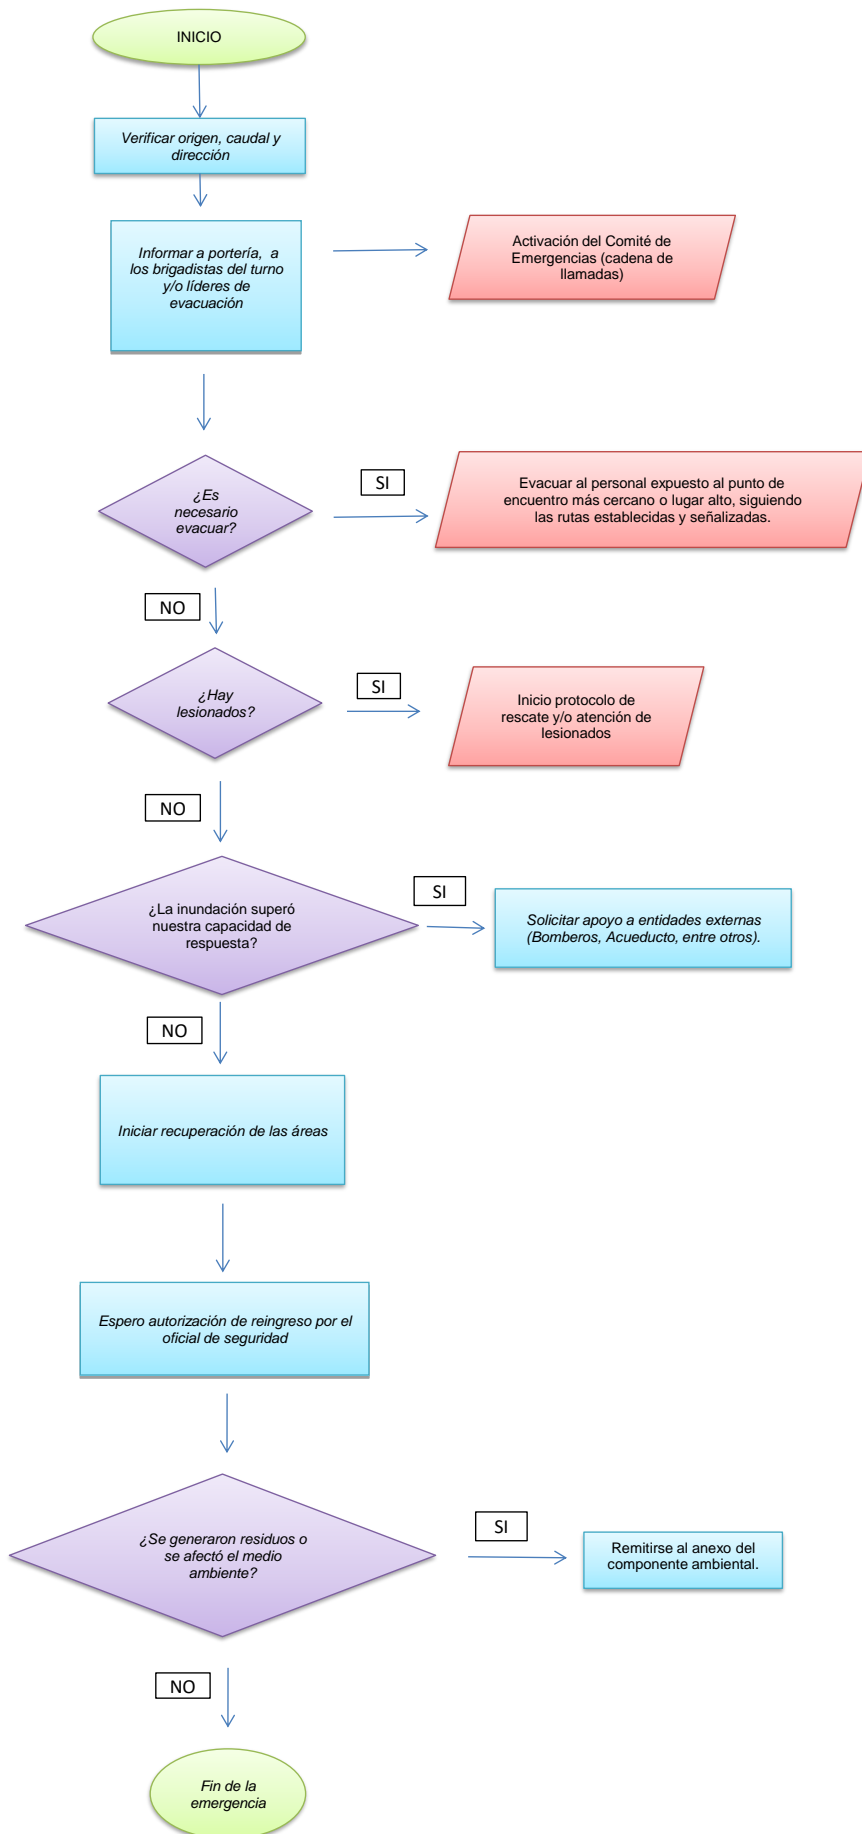 INICIO
Verificar origen, caudal y
dirección
Informar a portería, a
los brigadistas del turno
y/o líderes de
evacuación
Activación del Comité de
Emergencias (cadena de
llamadas)
¿Es
necesario
evacuar?
SI
Evacuar al personal expuesto al punto de
encuentro más cercano o lugar alto, siguiendo
las rutas establecidas y señalizadas.
NO
¿Hay
lesionados?
SI
Inicio protocolo de
rescate y/o atención de
lesionados
NO
¿La inundación superó
nuestra capacidad de
respuesta?
SI
Solicitar apoyo a entidades externas
(Bomberos, Acueducto, entre otros).
NO
Iniciar recuperación de las áreas
Espero autorización de reingreso por el
oficial de seguridad
¿Se generaron residuos o
se afectó el medio
ambiente?
SI
Remitirse al anexo del
componente ambiental.
NO
Fin de la
emergencia